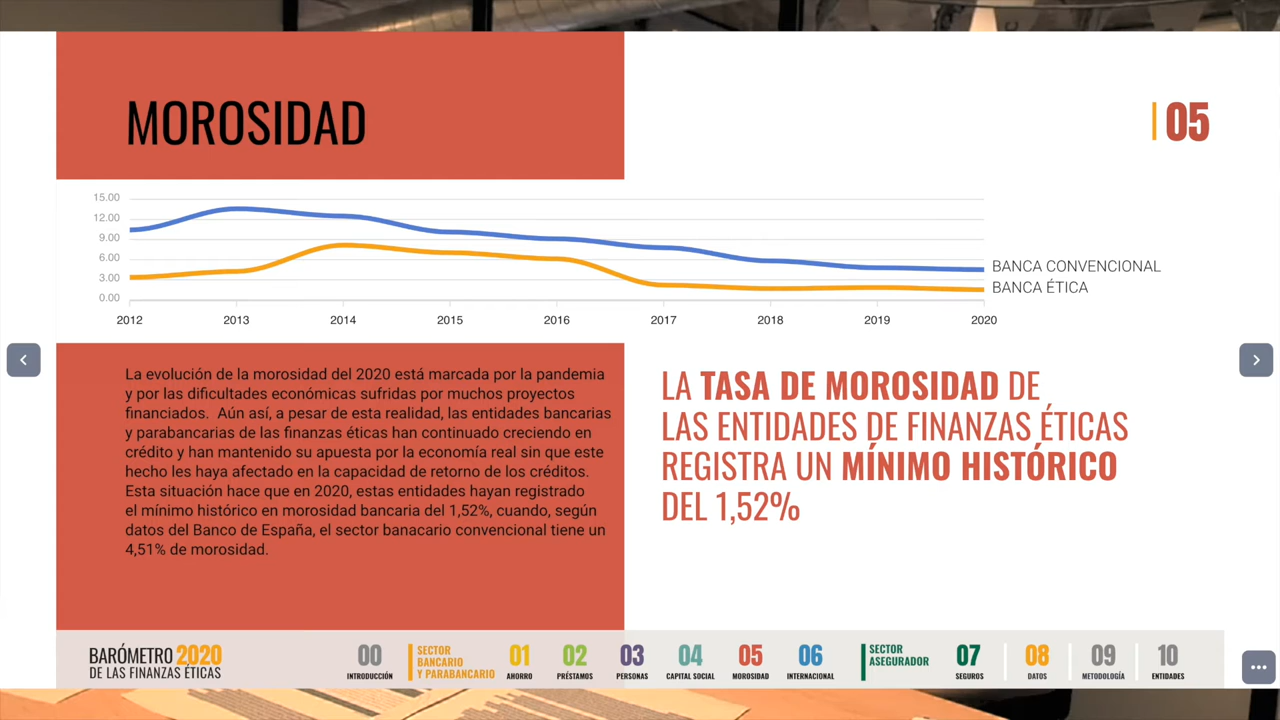 MOROSIDAD
05
15.00
12.00
9.00
6.00
3.00
0.00
2012 2013 2014 2015 2016 2017 2018 2019 2020
BANCA CONVENCIONAL
BANCA ÉTICA
La evolución de la morosidad del 2020 está marcada por la pandemia
y por las dificultades económicas sufridas por muchos proyectos
financiados. Aún así, a pesar de esta realidad, las entidades bancarias
y parabancarias de las finanzas éticas han continuado creciendo en
crédito y han mantenido su apuesta por la economía real sin que este
hecho les haya afectado en la capacidad de retorno de los créditos.
Esta situación hace que en 2020, estas entidades hayan registrado
el mínimo histórico en morosidad bancaria del 1,52%, cuando, según
datos del Banco de España, el sector banacario convencional tiene un
4,51% de morosidad.
LA TASA DE MOROSIDAD DE
LAS ENTIDADES DE FINANZAS ÉTICAS
REGISTRA UN MÍNIMO HISTÓRICO
DEL 1,52%
BARÓMETRO 2020
DE LAS FINANZAS ÉTICAS
00
INTRODUCCIÓN
SECTOR
BANCARIO
Y PARABANCARIO
01
AHORRO
02
PRÉSTAMOS
03
PERSONAS
04
CAPITAL SOCIAL
05
MOROSIDAD
06
INTERNACIONAL
SECTOR
ASEGURADOR
07
SEGUROS
08
DATOS
09
METODOLOGÍA
10
ENTIDADES